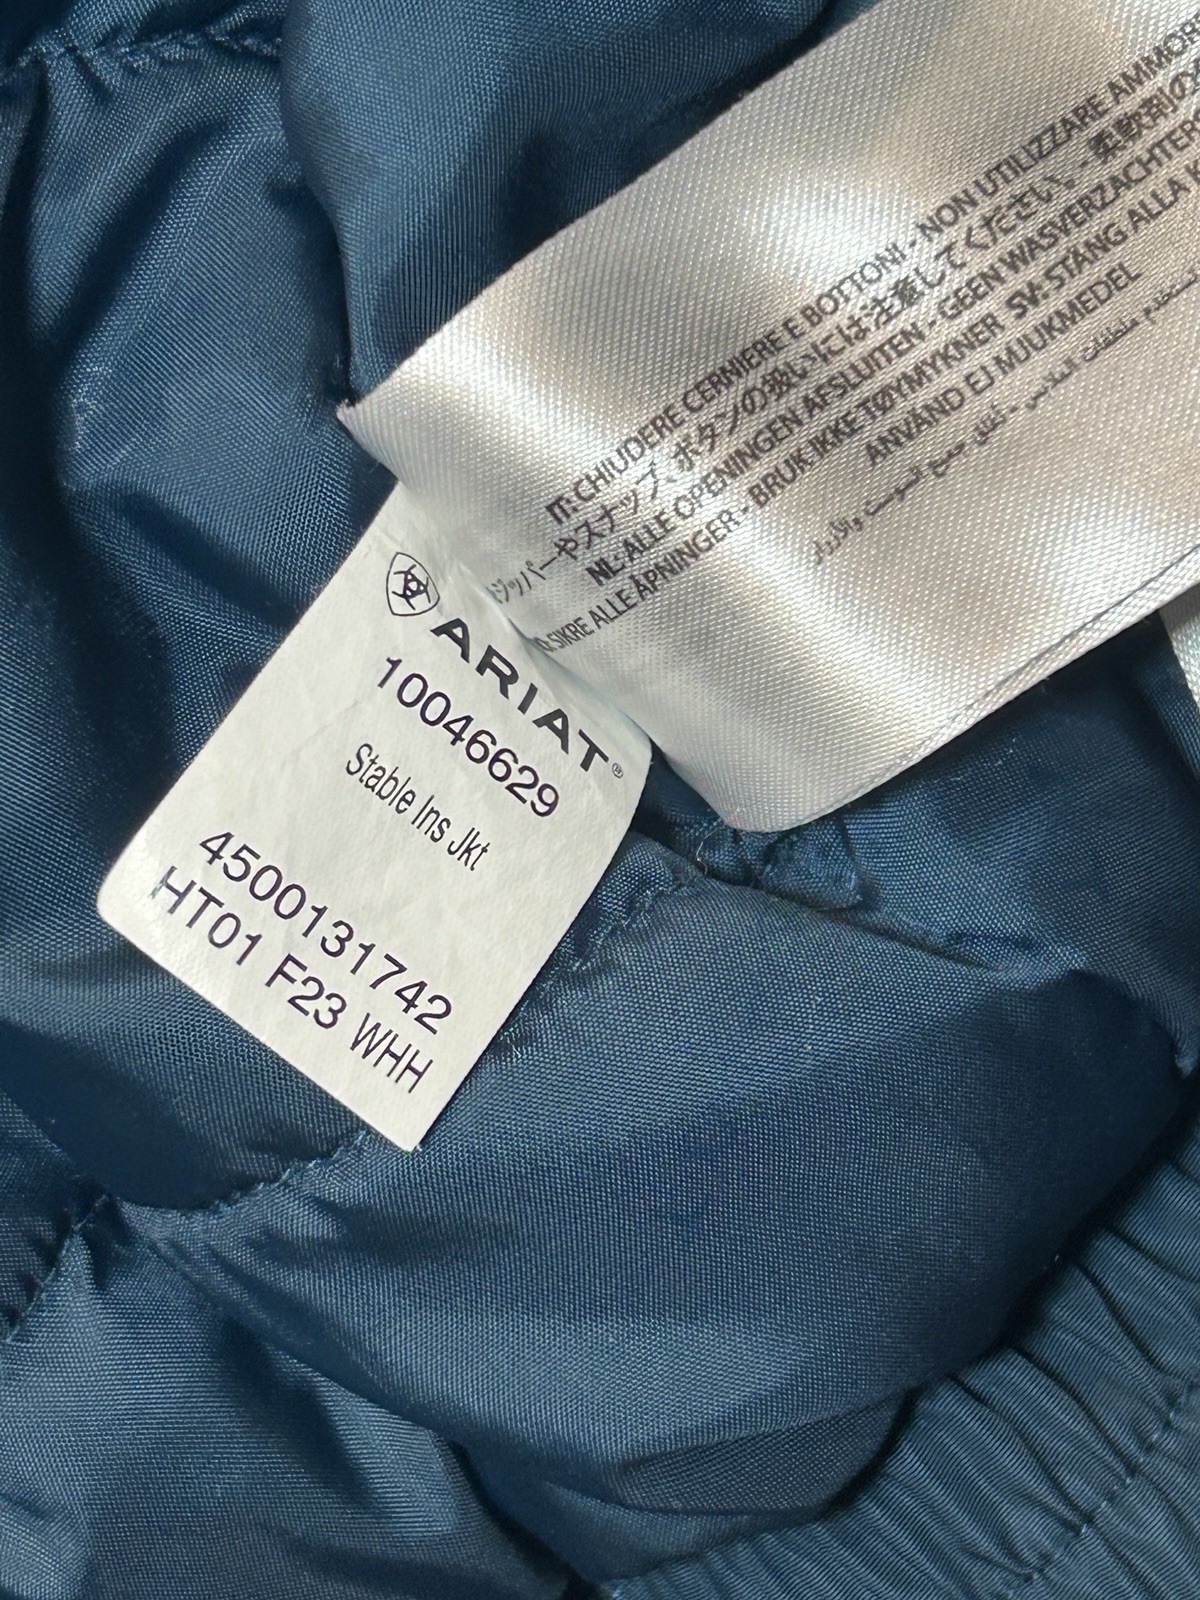 IT: CHIUDERE CERNIERE E BOTTONI - NON UTILIZZARE AMMOR
ジッパーやスナップ、ボタンの扱いには注意してください。- 柔軟剤の
NL: ALLE OPENINGEN AFSLUITEN - GEEN WASVERZACHTERS
SIKRE ALLE ÅPNINGER - BRUK IKKE TØYMYKNER SV: STÄNG ALLA
ANVÄND EJ MJUKMEDEL
ARIAT®
10046629
Stable Ins Jkt
4500131742
HT01 F23 WHH